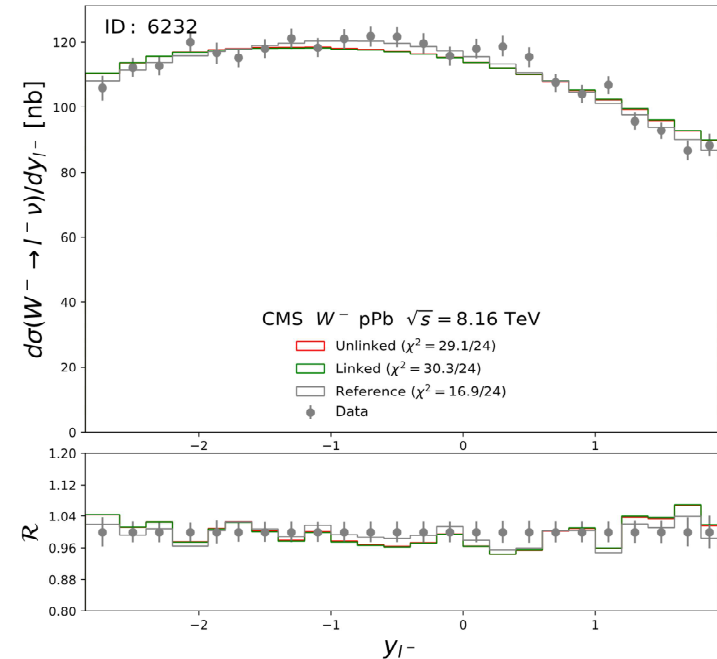 ID: 6232
dσ(W⁻ → l⁻ν)/dy_{l⁻} [nb]
120
100
80
60
40
20
0
CMS W⁻ pPb √s = 8.16 TeV
Unlinked (χ² = 29.1/24)
Linked (χ² = 30.3/24)
Reference (χ² = 16.9/24)
Data
−2 −1 0 1
R
1.20
1.12
1.04
0.96
0.88
0.80
−2 −1 0 1
y_{l⁻}